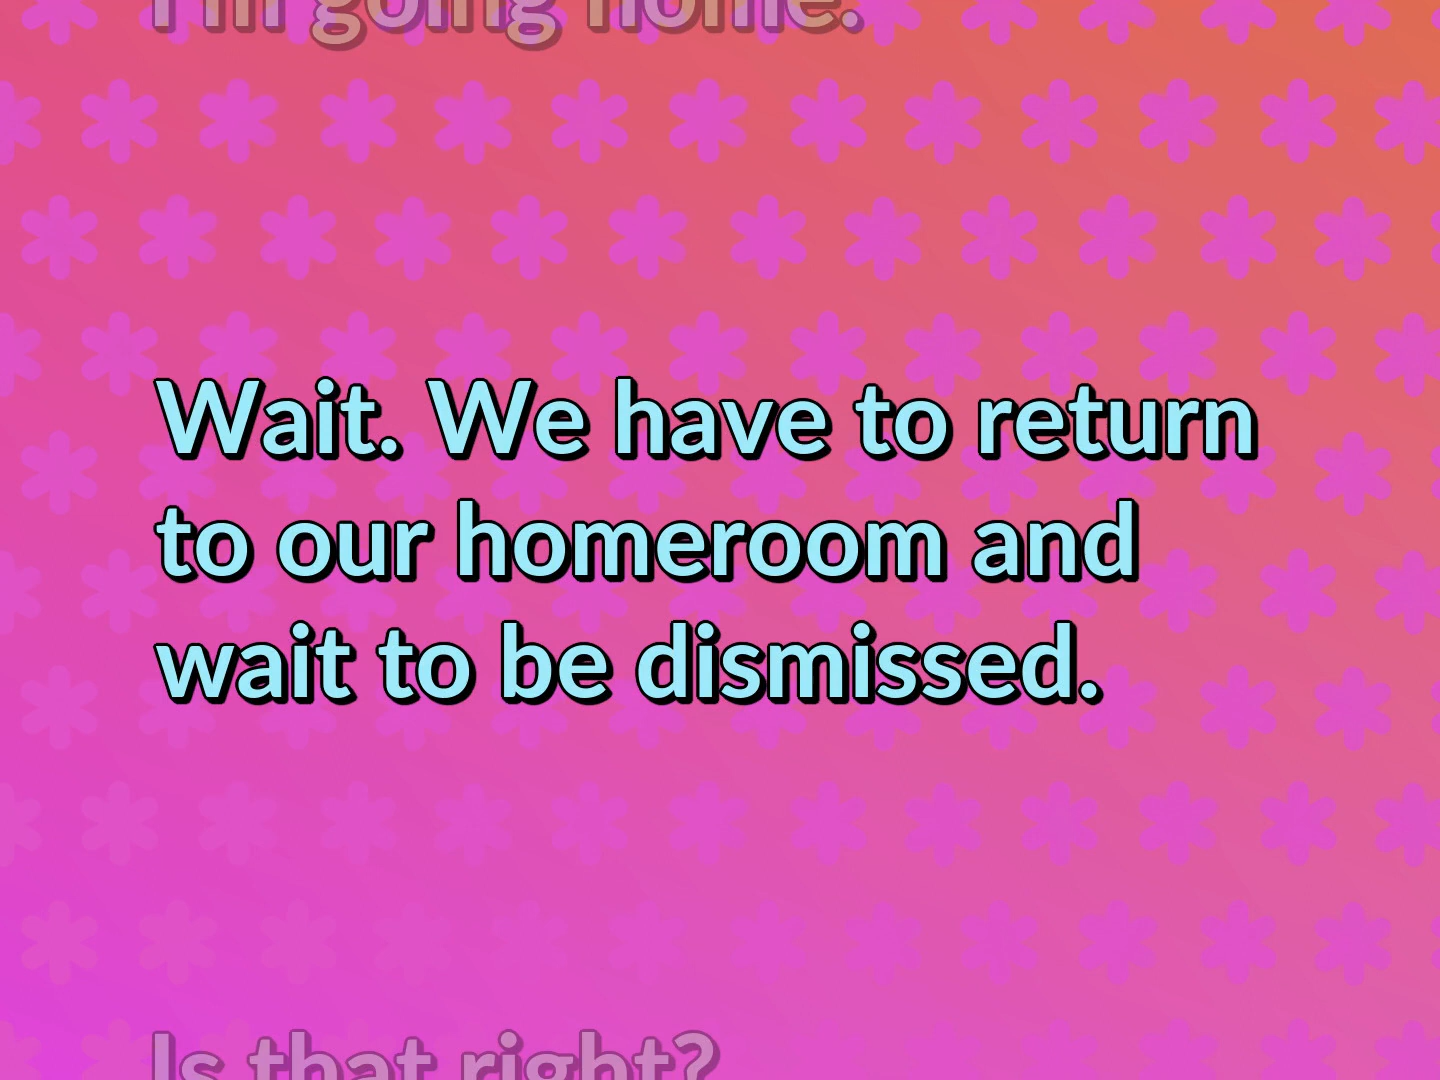 I'm going home.
Wait. We have to return
to our homeroom and
wait to be dismissed.
Is that right?